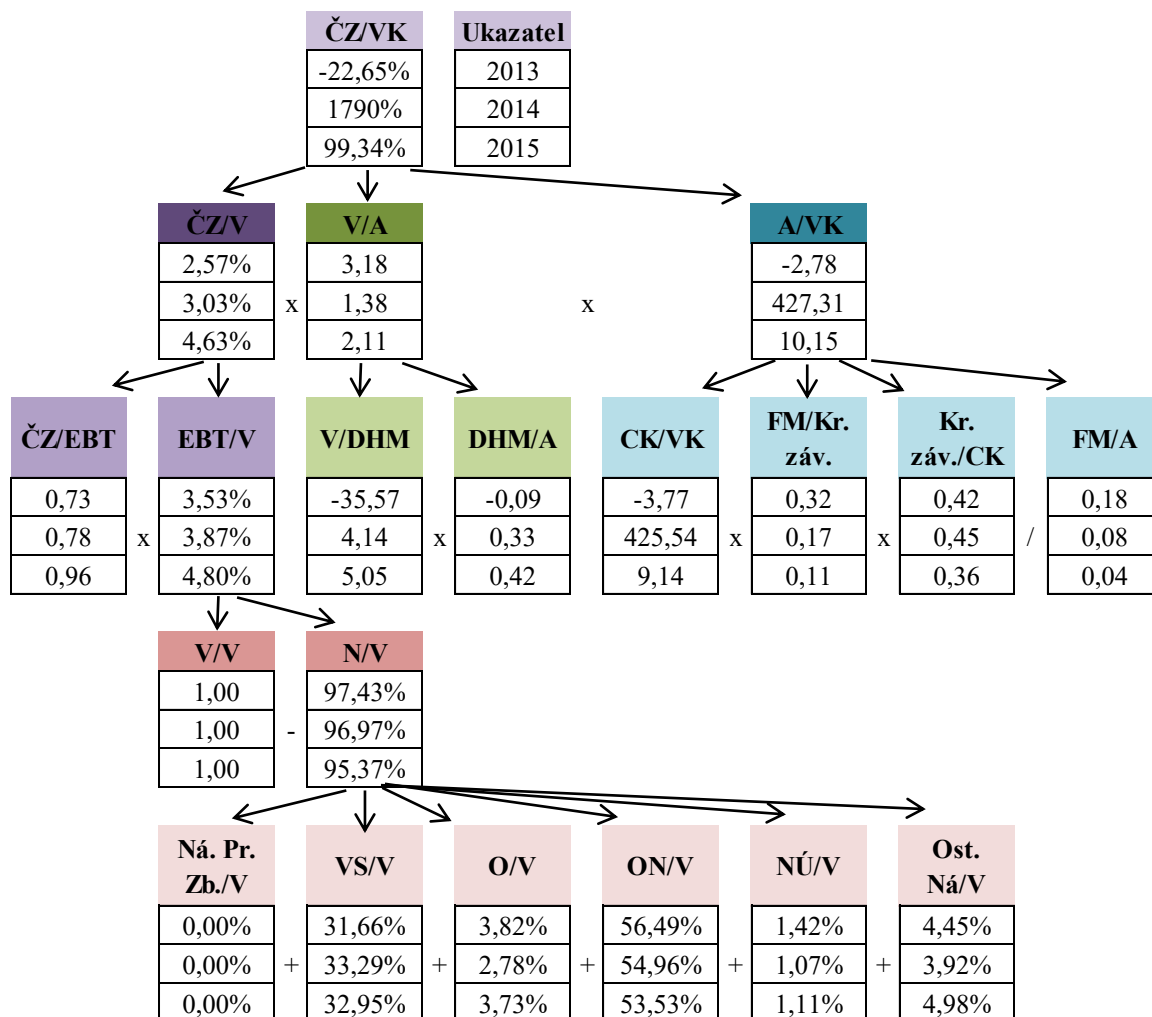 ČZ/VK Ukazatel
-22,65% 2013
1790% 2014
99,34% 2015
ČZ/V V/A A/VK
2,57% 3,18 -2,78
3,03% x 1,38 x 427,31
4,63% 2,11 10,15
ČZ/EBT EBT/V V/DHM DHM/A CK/VK FM/Kr. záv. Kr. záv./CK FM/A
0,73 3,53% -35,57 -0,09 -3,77 0,32 0,42 0,18
0,78 x 3,87% 4,14 x 0,33 425,54 x 0,17 x 0,45 / 0,08
0,96 4,80% 5,05 0,42 9,14 0,11 0,36 0,04
V/V N/V
1,00 97,43%
1,00 - 96,97%
1,00 95,37%
Ná. Pr. Zb./V VS/V O/V ON/V NÚ/V Ost. Ná/V
0,00% 31,66% 3,82% 56,49% 1,42% 4,45%
0,00% + 33,29% + 2,78% + 54,96% + 1,07% + 3,92%
0,00% 32,95% 3,73% 53,53% 1,11% 4,98%